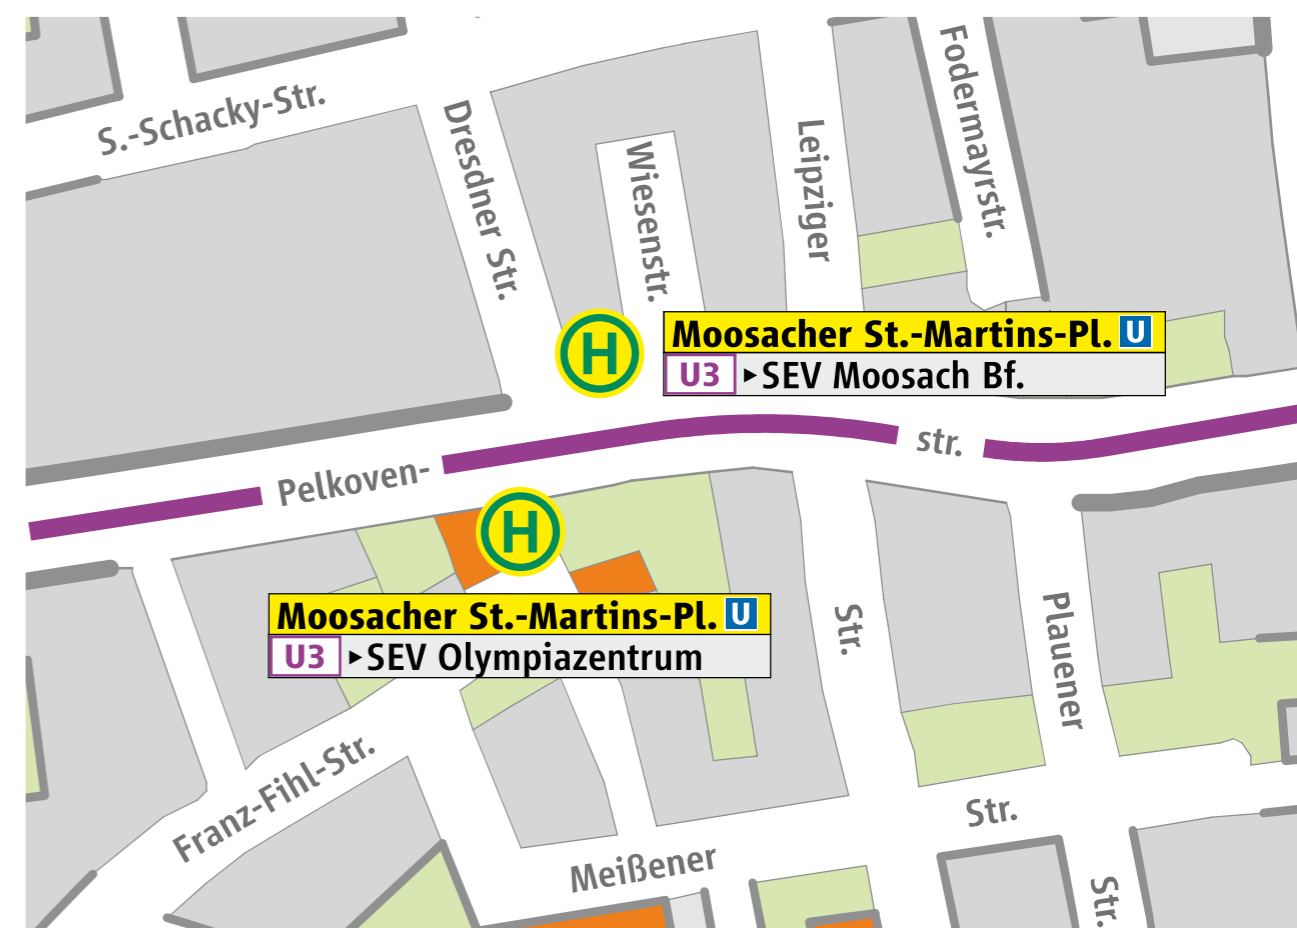 S.-Schacky-Str.
Dresdner Str.
Wiesenstr.
Leipziger
Fodermayrstr.
H
Moosacher St.-Martins-Pl. U
U3 ▸SEV Moosach Bf.
Pelkoven-
str.
H
Moosacher St.-Martins-Pl. U
U3 ▸SEV Olympiazentrum
Str.
Plauener
Franz-Fihl-Str.
Meißener
Str.
Str.